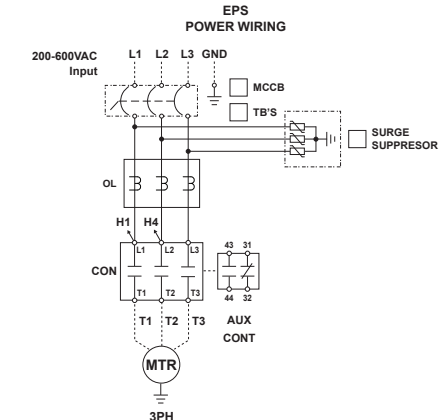 EPS
POWER WIRING
200-600VAC
Input
L1 L2 L3 GND
MCCB
TB'S
SURGE
SUPPRESOR
OL
H1 H4
L1 L2 L3
43 31
CON
T1 T2 T3
44 32
T1 T2 T3
AUX
CONT
MTR
3PH